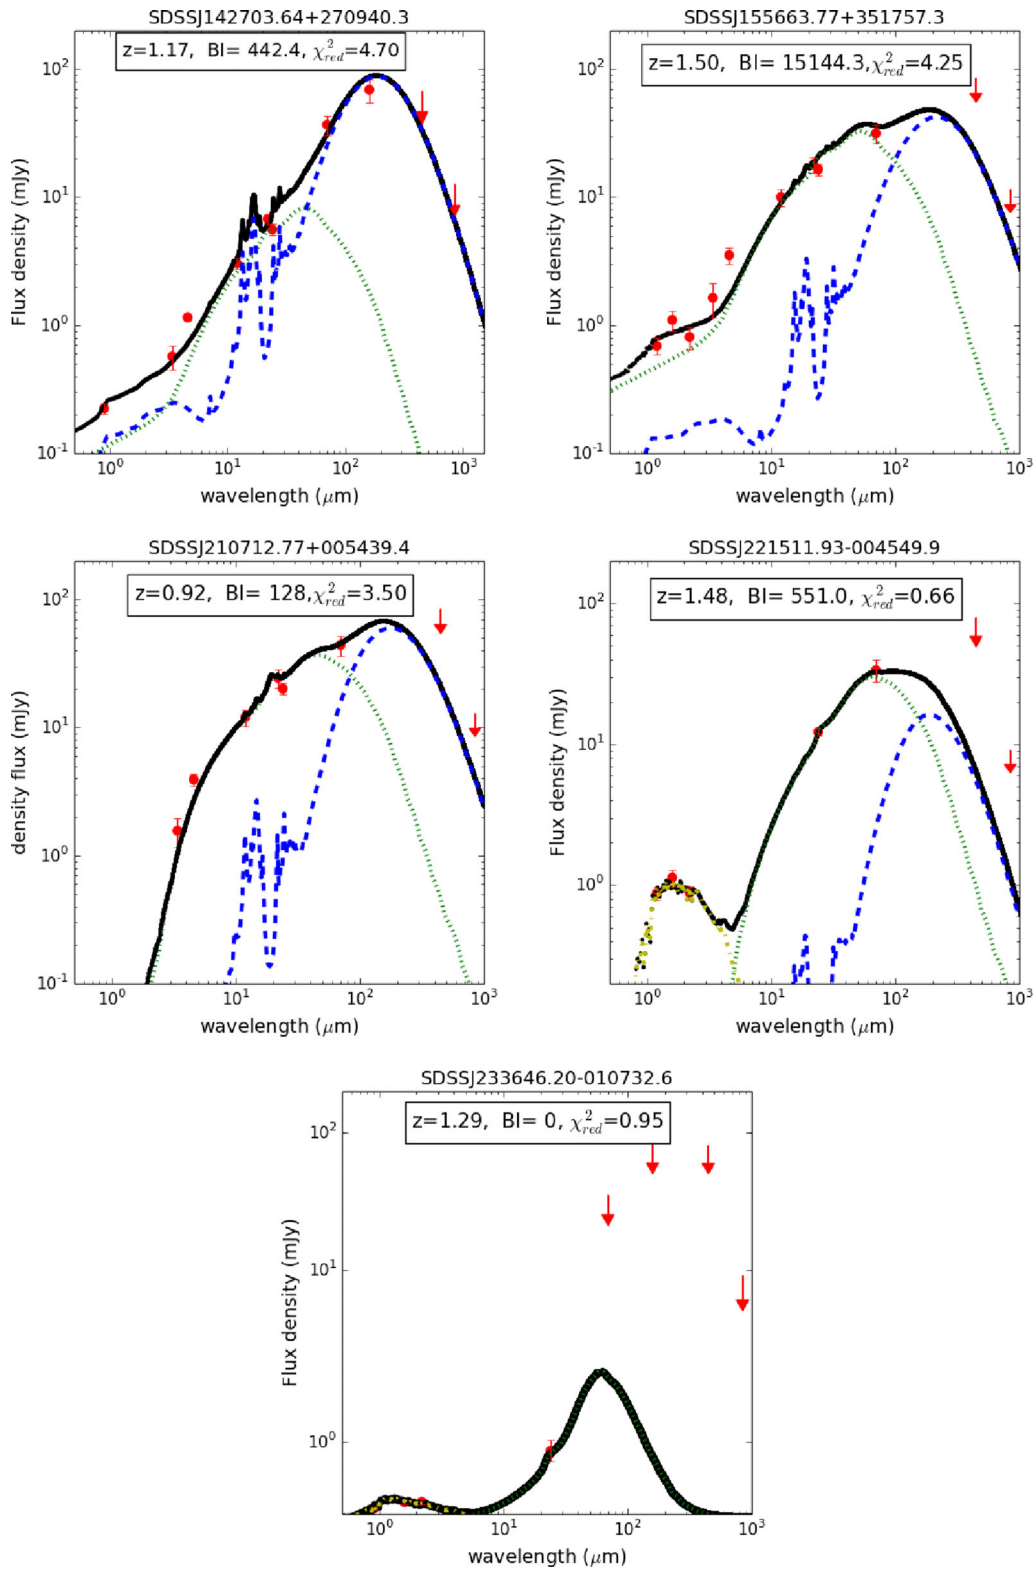 SDSSJ142703.64+270940.3
z=1.17, BI= 442.4, χ²red=4.70
Flux density (mJy)
10²
10¹
10⁰
10⁻¹
10⁰ 10¹ 10² 10³
wavelength (μm)
SDSSJ155663.77+351757.3
z=1.50, BI= 15144.3,χ²red=4.25
Flux density (mJy)
10²
10¹
10⁰
10⁻¹
10⁰ 10¹ 10² 10³
wavelength (μm)
SDSSJ210712.77+005439.4
z=0.92, BI= 128,χ²red=3.50
density flux (mJy)
10²
10¹
10⁰
10⁻¹
10⁰ 10¹ 10² 10³
wavelength (μm)
SDSSJ221511.93-004549.9
z=1.48, BI= 551.0, χ²red=0.66
Flux density (mJy)
10²
10¹
10⁰
10⁰ 10¹ 10² 10³
wavelength (μm)
SDSSJ233646.20-010732.6
z=1.29, BI= 0, χ²red=0.95
Flux density (mJy)
10²
10¹
10⁰
10⁰ 10¹ 10² 10³
wavelength (μm)